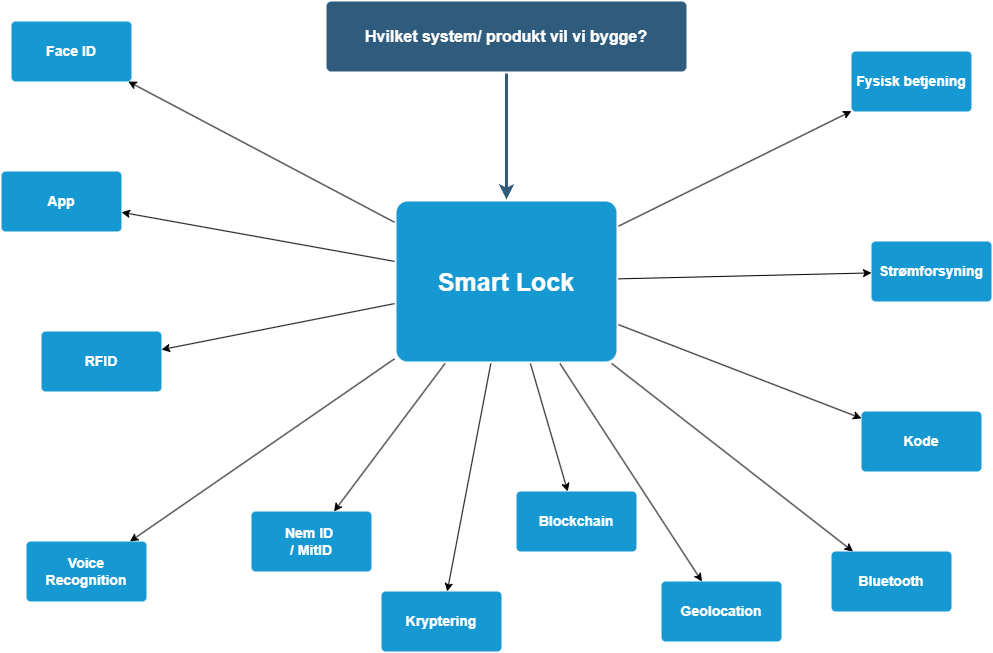 Hvilket system/ produkt vil vi bygge?
Face ID
Fysisk betjening
App
Smart Lock
Strømforsyning
RFID
Kode
Voice
Recognition
Nem ID
/ MitID
Blockchain
Bluetooth
Kryptering
Geolocation